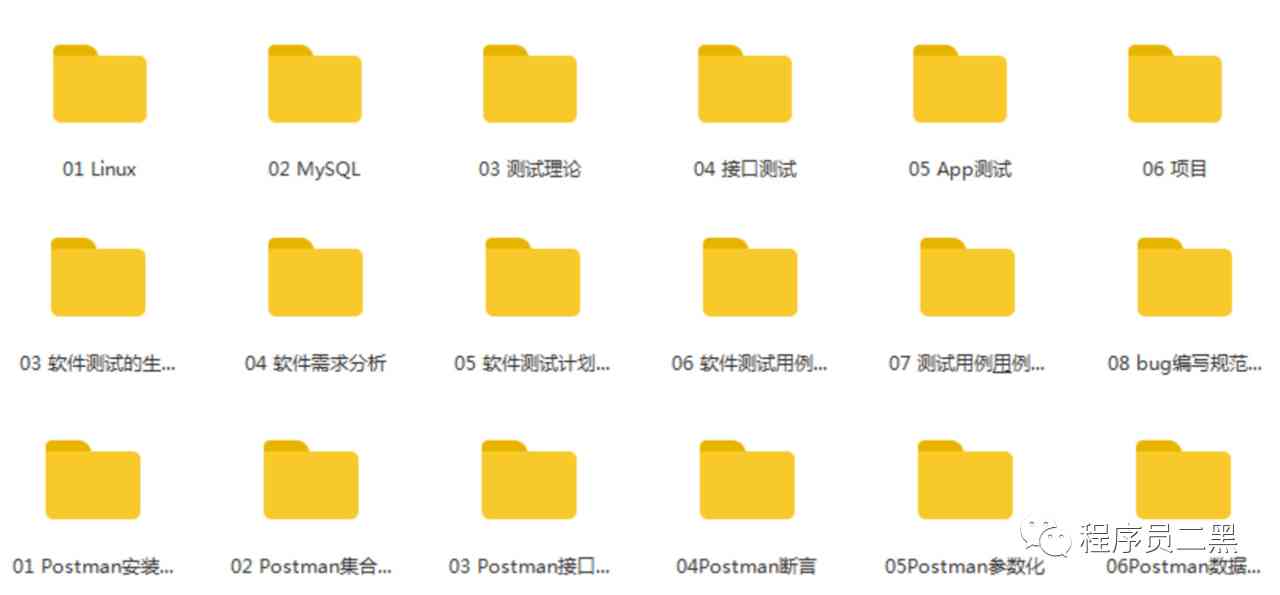 01 Linux
02 MySQL
03 测试理论
04 接口测试
05 App测试
06 项目
03 软件测试的生...
04 软件需求分析
05 软件测试计划...
06 软件测试用例...
07 测试用例用例...
08 bug编写规范...
程序员二黑
01 Postman安装...
02 Postman集合...
03 Postman接口...
04Postman断言
05Postman参数化
06Postman数据...